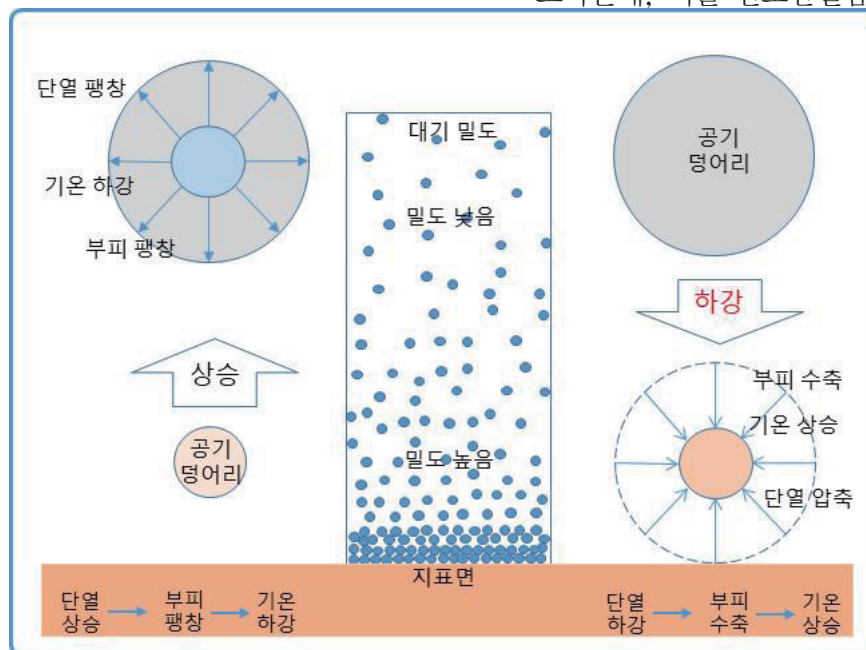 단열 팽창
기온 하강
부피 팽창
상승
공기
덩어리
대기 밀도
밀도 낮음
밀도 높음
공기
덩어리
하강
부피 수축
기온 상승
단열 압축
지표면
단열
상승
부피
팽창
기온
하강
단열
하강
부피
수축
기온
상승